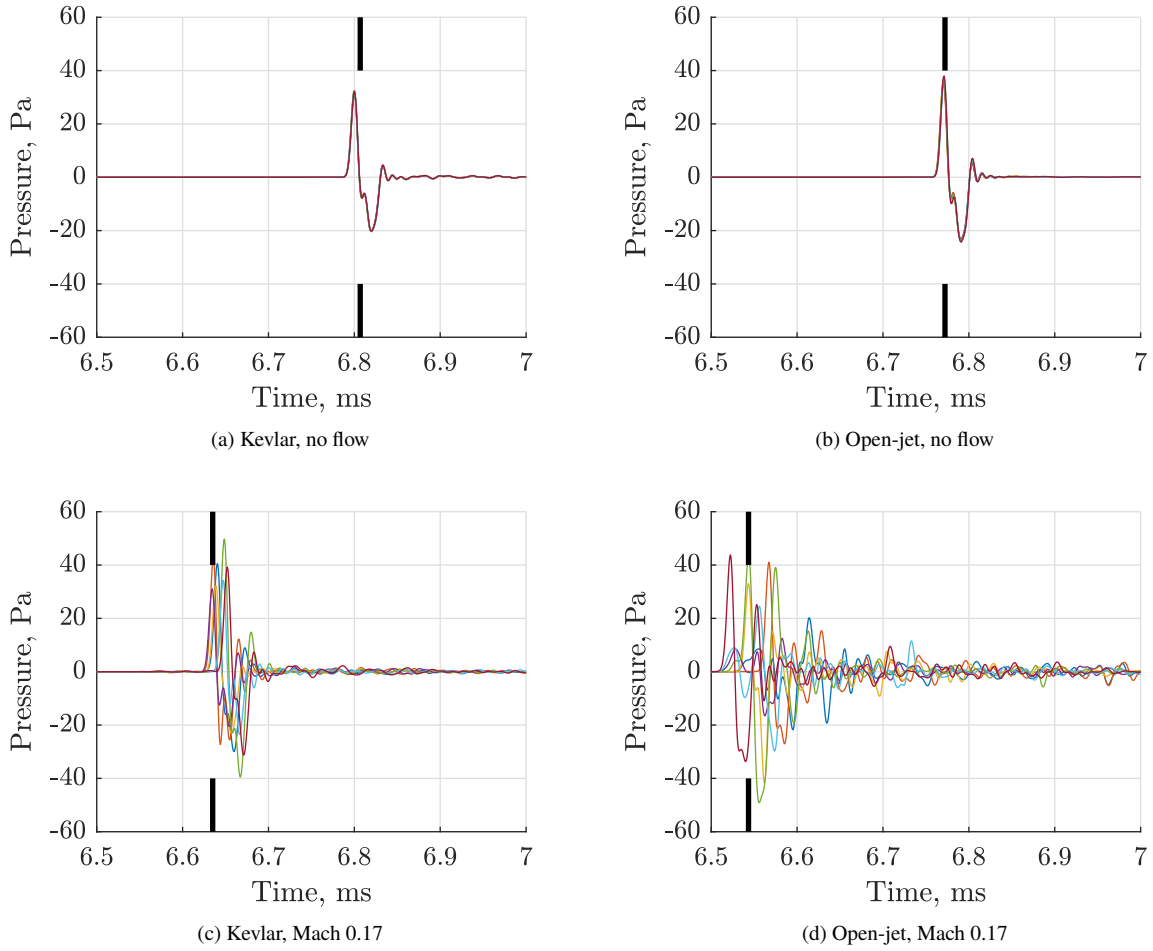 60
40
20
0
-20
-40
-60
Pressure, Pa
6.5 6.6 6.7 6.8 6.9 7
Time, ms
(a) Kevlar, no flow
60
40
20
0
-20
-40
-60
Pressure, Pa
6.5 6.6 6.7 6.8 6.9 7
Time, ms
(b) Open-jet, no flow
60
40
20
0
-20
-40
-60
Pressure, Pa
6.5 6.6 6.7 6.8 6.9 7
Time, ms
(c) Kevlar, Mach 0.17
60
40
20
0
-20
-40
-60
Pressure, Pa
6.5 6.6 6.7 6.8 6.9 7
Time, ms
(d) Open-jet, Mach 0.17